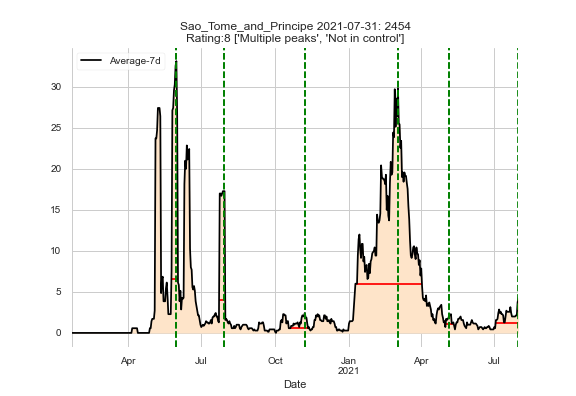 Sao_Tome_and_Principe 2021-07-31: 2454
Rating:8 ['Multiple peaks', 'Not in control']
Average-7d
30
25
20
15
10
5
0
Apr Jul Oct Jan Apr Jul
2021
Date